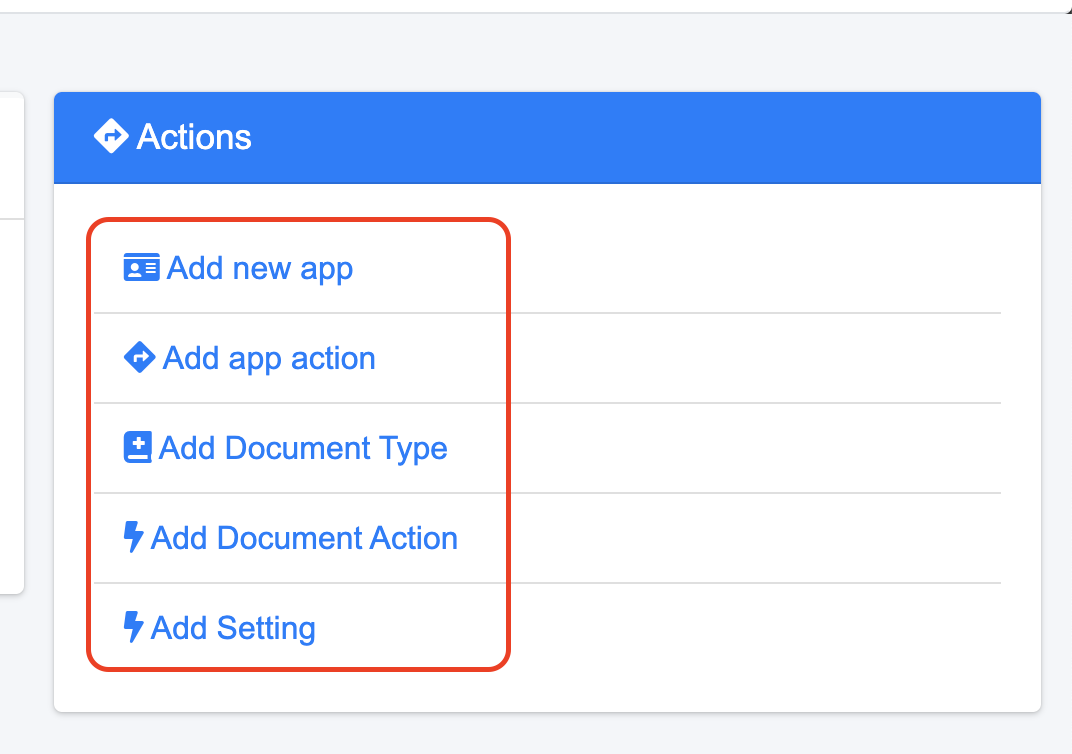 Actions
Add new app
Add app action
Add Document Type
Add Document Action
Add Setting